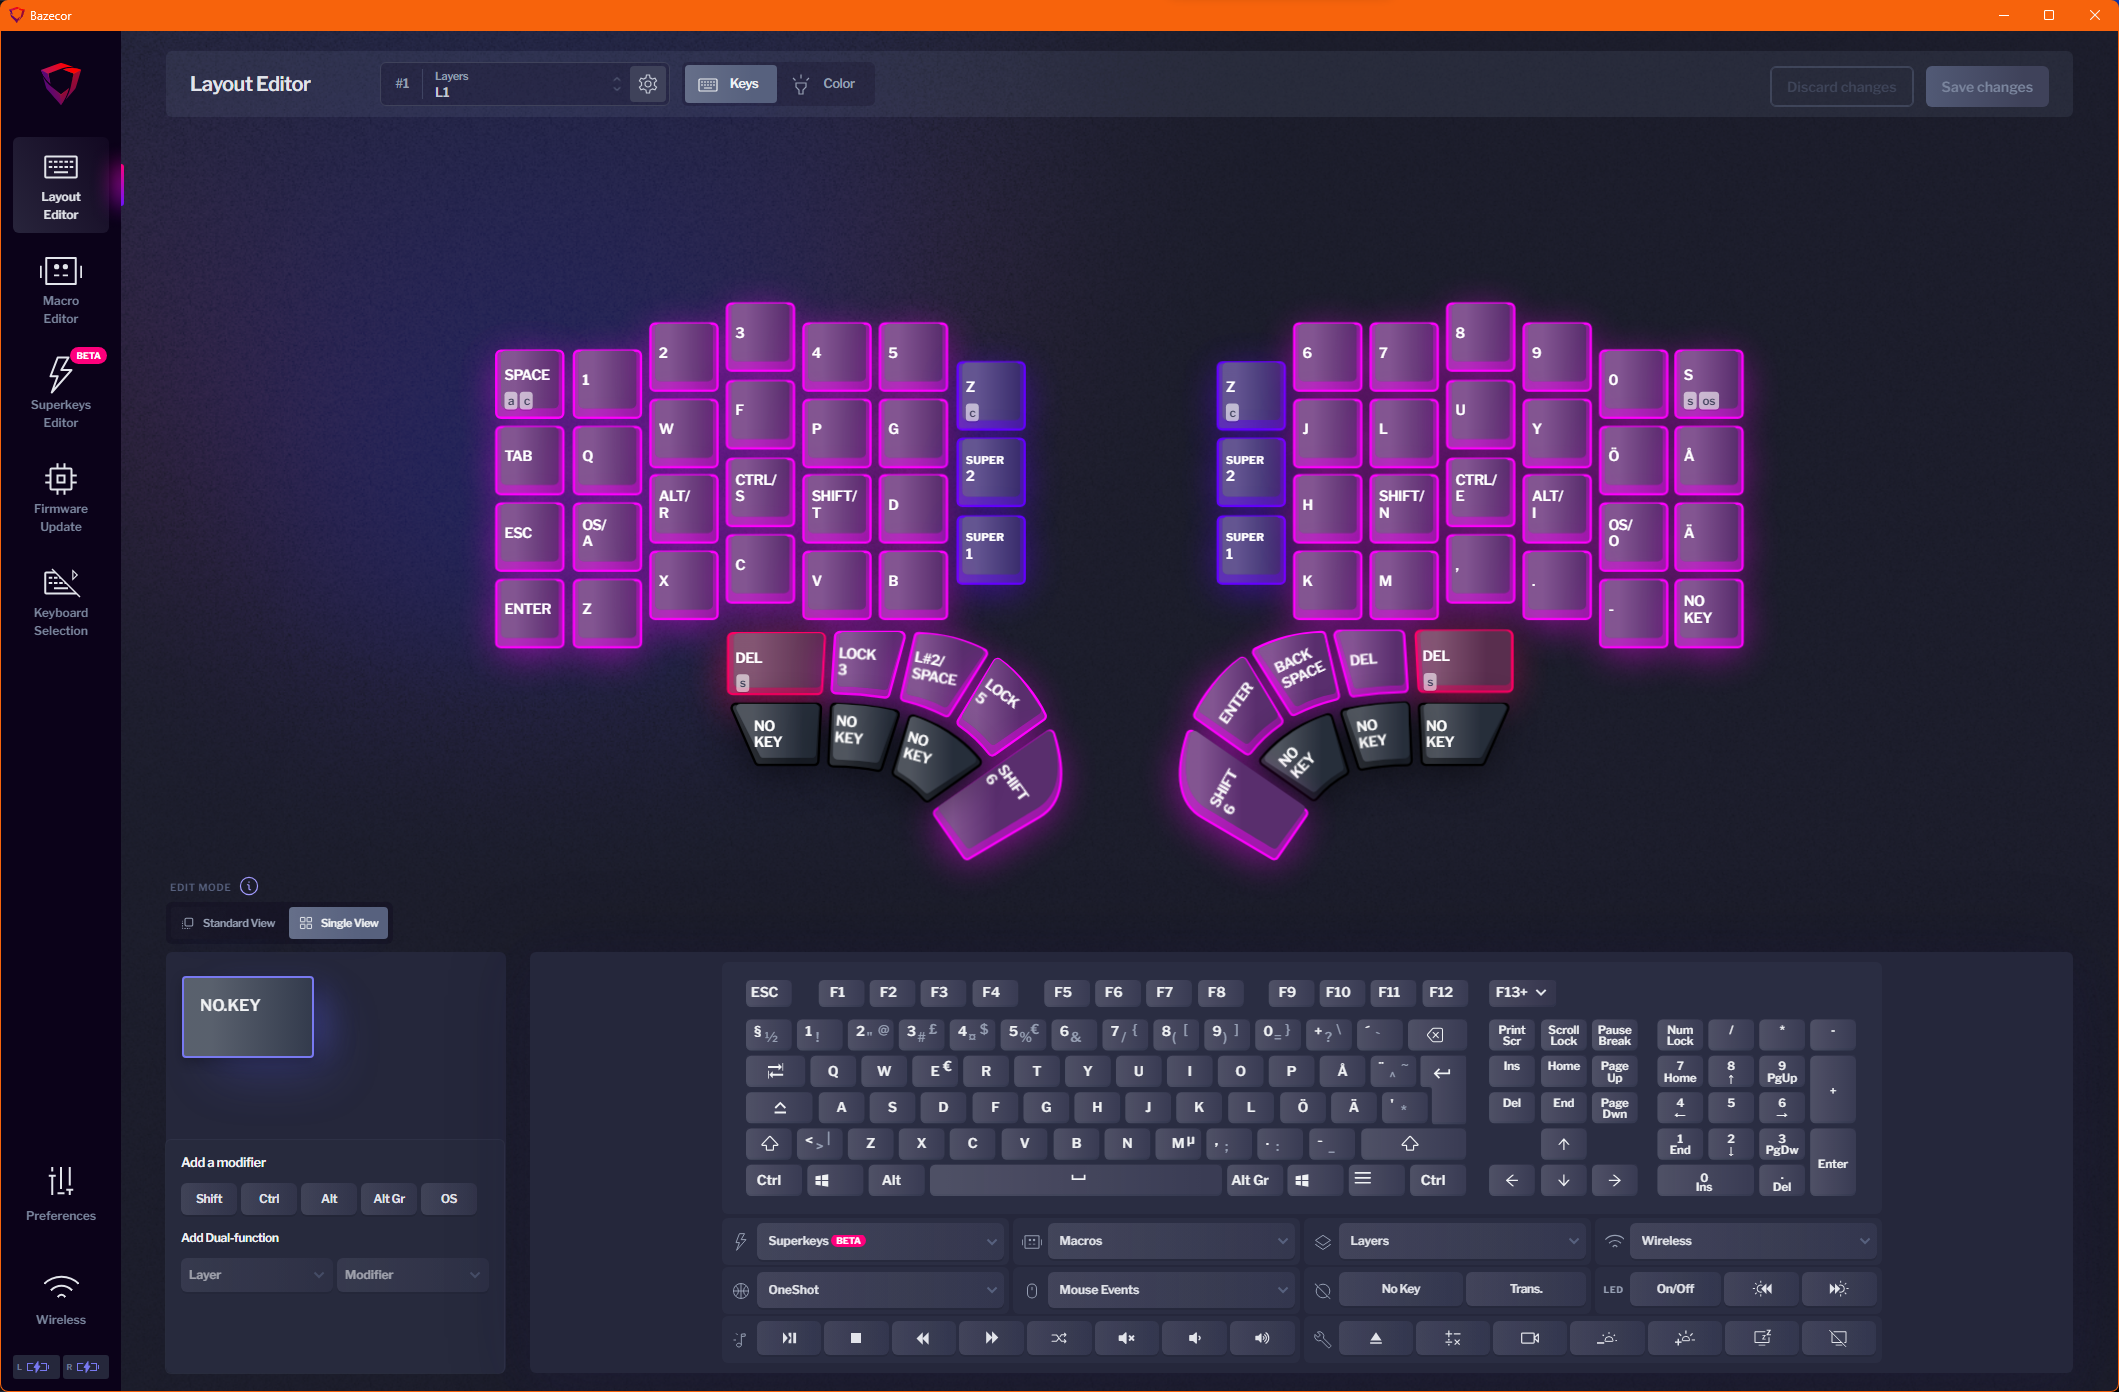 Bazecor
Layout Editor
#1
Layers
L1
Keys
Color
Discard changes
Save changes
Layout
Editor
Macro
Editor
BETA
Superkeys
Editor
Firmware
Update
Keyboard
Selection
Preferences
Wireless
L
R
SPACE
a c
1
2
3
4
5
Z
c
TAB
Q
W
F
P
G
SUPER
2
ESC
OS/
A
ALT/
R
CTRL/
S
SHIFT/
T
D
SUPER
1
ENTER
Z
X
C
V
B
DEL
s
LOCK
3
L#2/
SPACE
LOCK
5
NO
KEY
NO
KEY
NO
KEY
SHIFT
6
Z
c
6
7
8
9
0
S
s os
SUPER
2
J
L
U
Y
Ö
Å
SUPER
1
H
SHIFT/
N
CTRL/
E
ALT/
I
OS/
O
Ä
K
M
,
.
-
NO
KEY
ENTER
BACK
SPACE
DEL
DEL
s
SHIFT
6
NO
KEY
NO
KEY
NO
KEY
EDIT MODE
Standard View
Single View
NO.KEY
Add a modifier
Shift Ctrl Alt Alt Gr OS
Add Dual-function
Layer
Modifier
ESC F1 F2 F3 F4 F5 F6 F7 F8 F9 F10 F11 F12 F13+
§ ½ 1 ! 2 " @ 3 # £ 4 ¤ $ 5 % € 6 & 7 / { 8 ( [ 9 ) ] 0 = } + ? \ ´ `
Q W E € R T Y U I O P Å ¨ ^ ~
A S D F G H J K L Ö Ä ' *
< > | Z X C V B N M µ , ; . : - _
Ctrl Alt Alt Gr Ctrl
Print
Scr
Scroll
Lock
Pause
Break
Ins
Home
Page
Up
Del
End
Page
Dwn
Num
Lock
/
*
-
7
Home
8
↑
9
PgUp
+
4
←
5
6
→
1
End
2
↓
3
PgDw
Enter
0
Ins
.
Del
Superkeys BETA
Macros
Layers
Wireless
OneShot
Mouse Events
No Key
Trans.
LED
On/Off